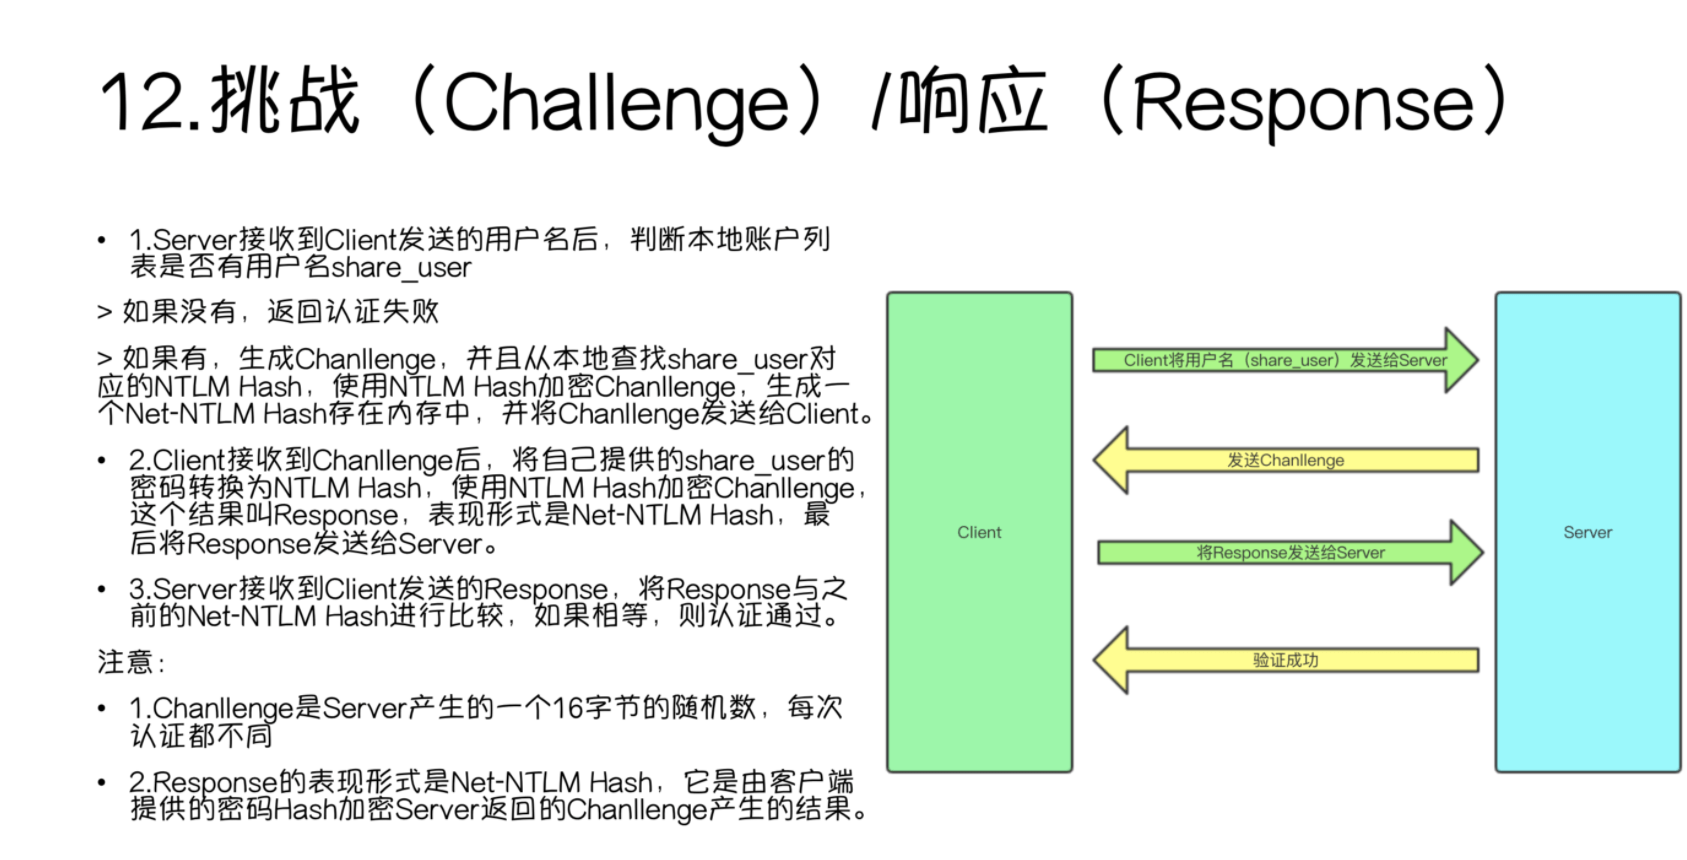 12.挑战（Challenge）/响应（Response）
• 1.Server接收到Client发送的用户名后，判断本地账户列
表是否有用户名share_user
> 如果没有，返回认证失败
> 如果有，生成Chanllenge，并且从本地查找share_user对
应的NTLM Hash，使用NTLM Hash加密Chanllenge，生成一
个Net-NTLM Hash存在内存中，并将Chanllenge发送给Client。
• 2.Client接收到Chanllenge后，将自己提供的share_user的
密码转换为NTLM Hash，使用NTLM Hash加密Chanllenge，
这个结果叫Response，表现形式是Net-NTLM Hash，最
后将Response发送给Server。
• 3.Server接收到Client发送的Response，将Response与之
前的Net-NTLM Hash进行比较，如果相等，则认证通过。
注意：
• 1.Chanllenge是Server产生的一个16字节的随机数，每次
认证都不同
• 2.Response的表现形式是Net-NTLM Hash，它是由客户端
提供的密码Hash加密Server返回的Chanllenge产生的结果。
Client
Client将用户名（share_user）发送给Server
发送Chanllenge
将Response发送给Server
验证成功
Server